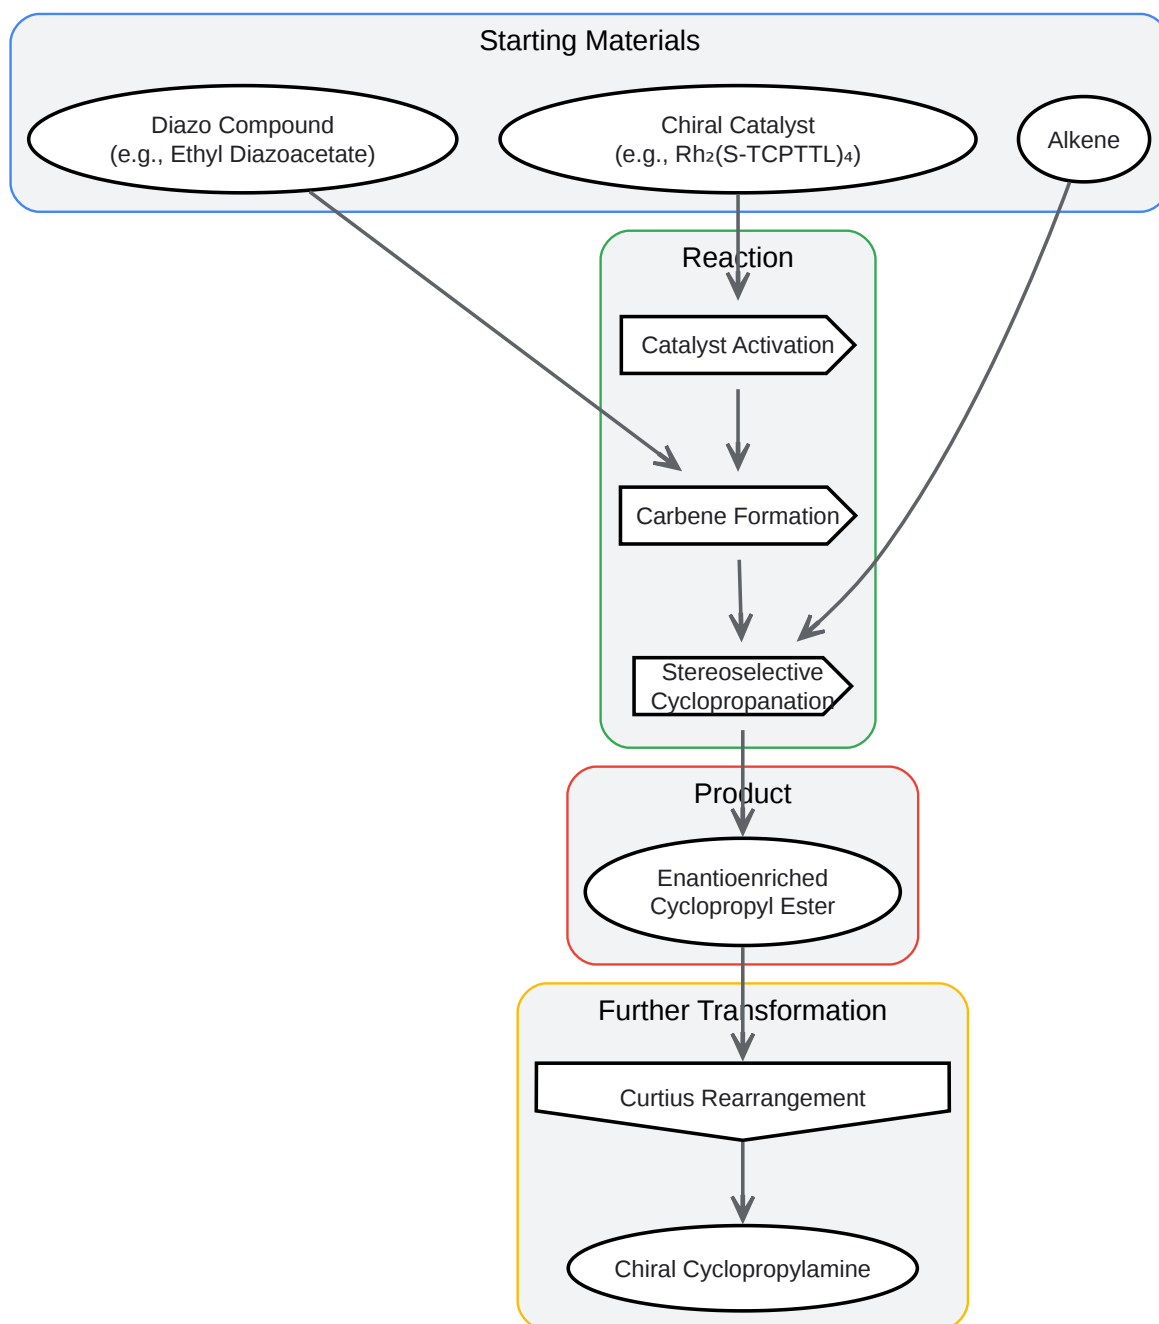 Starting Materials
Diazo Compound
(e.g., Ethyl Diazoacetate)
Chiral Catalyst
(e.g., Rh₂(S-TCPTTL)₄)
Alkene
Reaction
Catalyst Activation
Carbene Formation
Stereoselective
Cyclopropanation
Product
Enantioenriched
Cyclopropyl Ester
Further Transformation
Curtius Rearrangement
Chiral Cyclopropylamine